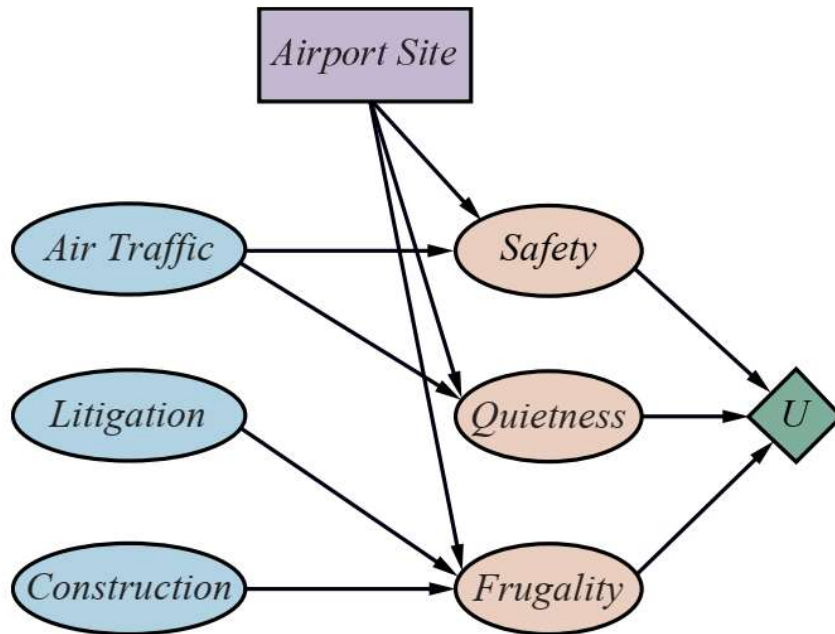 Airport Site
Air Traffic
Safety
Litigation
Quietness
U
Construction
Frugality